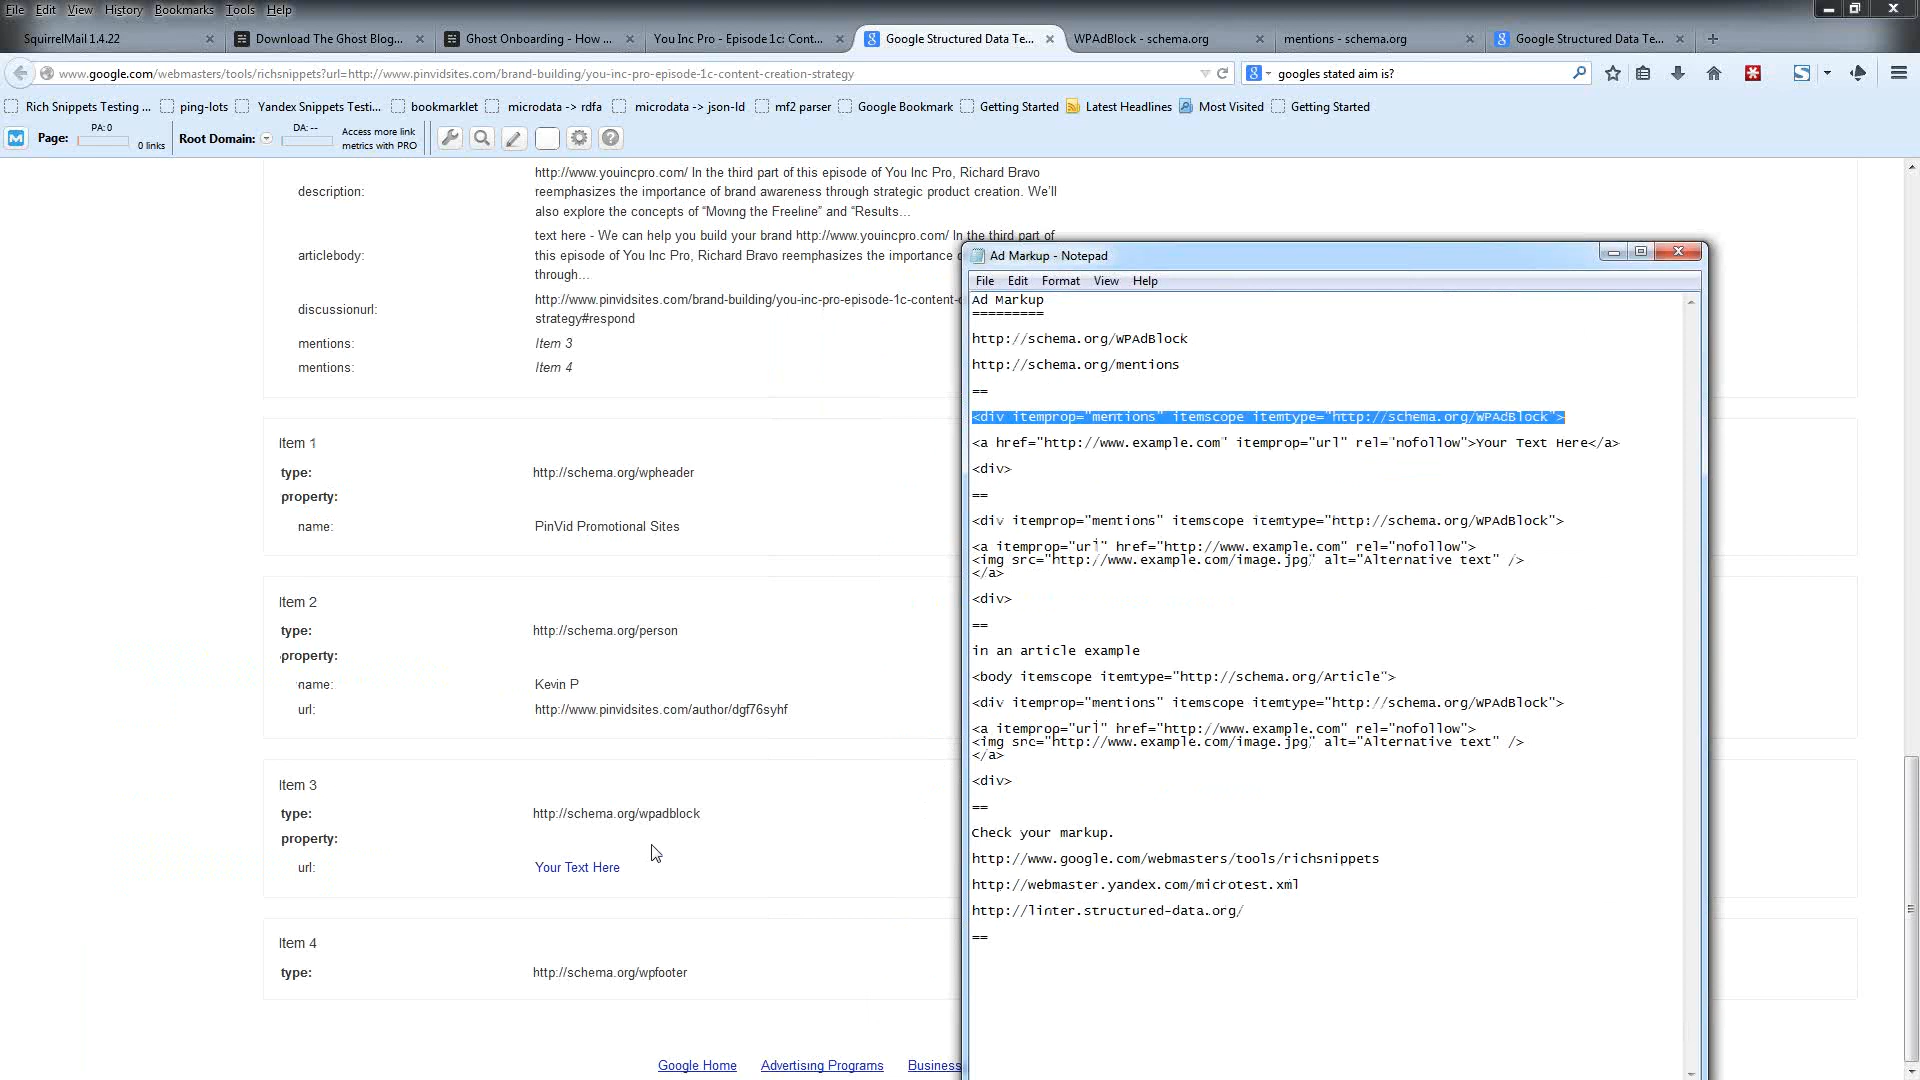 File Edit View History Bookmarks Tools Help
SquirrelMail 1.4.22
Download The Ghost Blog...
Ghost Onboarding - How ...
You Inc Pro - Episode 1c: Cont...
Google Structured Data Te...
WPAdBlock - schema.org
mentions - schema.org
Google Structured Data Te...
www.google.com/webmasters/tools/richsnippets?url=http://www.pinvidsites.com/brand-building/you-inc-pro-episode-1c-content-creation-strategy
googles stated aim is?
Rich Snippets Testing ... ping-lots Yandex Snippets Testi... bookmarklet microdata -> rdfa microdata -> json-ld mf2 parser Google Bookmark Getting Started Latest Headlines Most Visited Getting Started
Page: PA: 0 0 links Root Domain: DA: -- Access more link metrics with PRO
description:
http://www.youincpro.com/ In the third part of this episode of You Inc Pro, Richard Bravo
reemphasizes the importance of brand awareness through strategic product creation. We'll
also explore the concepts of "Moving the Freeline" and "Results...
articlebody:
text here - We can help you build your brand http://www.youincpro.com/ In the third part of
this episode of You Inc Pro, Richard Bravo reemphasizes the importance
through...
discussionurl:
http://www.pinvidsites.com/brand-building/you-inc-pro-episode-1c-content-
strategy#respond
mentions: Item 3
mentions: Item 4
Item 1
type: http://schema.org/wpheader
property:
name: PinVid Promotional Sites
Item 2
type: http://schema.org/person
property:
name: Kevin P
url: http://www.pinvidsites.com/author/dgf76syhf
Item 3
type: http://schema.org/wpadblock
property:
url: Your Text Here
Item 4
type: http://schema.org/wpfooter
Google Home Advertising Programs Business
Ad Markup - Notepad
File Edit Format View Help
Ad Markup
=========
http://schema.org/WPAdBlock
http://schema.org/mentions
==
<div itemprop="mentions" itemscope itemtype="http://schema.org/WPAdBlock">
<a href="http://www.example.com" itemprop="url" rel="nofollow">Your Text Here</a>
<div>
==
<div itemprop="mentions" itemscope itemtype="http://schema.org/WPAdBlock">
<a itemprop="url" href="http://www.example.com" rel="nofollow">
<img src="http://www.example.com/image.jpg" alt="Alternative text" />
</a>
<div>
==
in an article example
<body itemscope itemtype="http://schema.org/Article">
<div itemprop="mentions" itemscope itemtype="http://schema.org/WPAdBlock">
<a itemprop="url" href="http://www.example.com" rel="nofollow">
<img src="http://www.example.com/image.jpg" alt="Alternative text" />
</a>
<div>
==
Check your markup.
http://www.google.com/webmasters/tools/richsnippets
http://webmaster.yandex.com/microtest.xml
http://linter.structured-data.org/
==